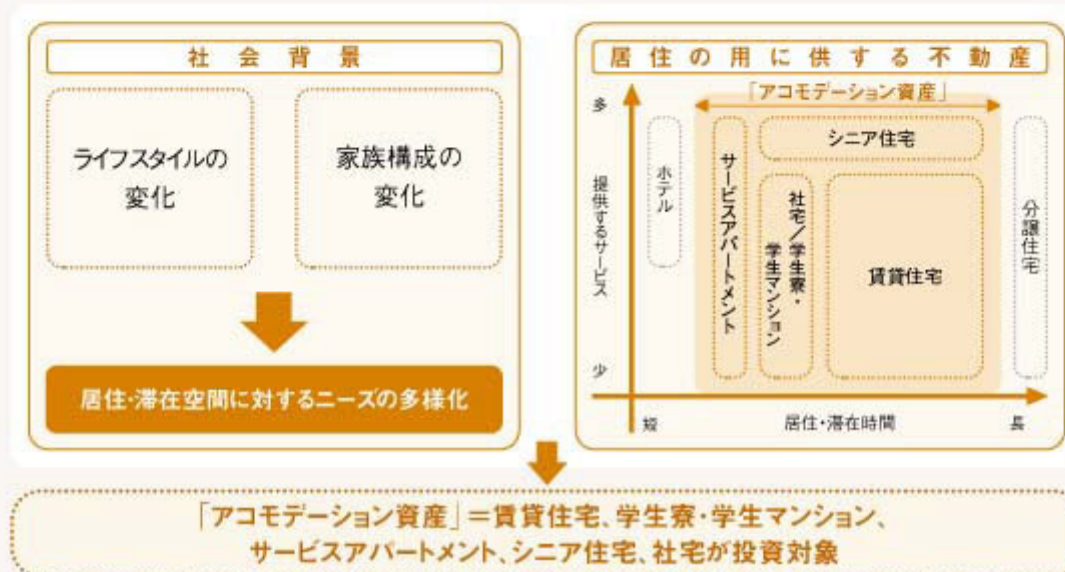 社会背景
ライフスタイルの
変化
家族構成の
変化
居住・滞在空間に対するニーズの多様化
居住の用に供する不動産
「アコモデーション資産」
多
提供するサービス
少
ホテル
サービスアパートメント
シニア住宅
社宅／学生寮・
学生マンション
賃貸住宅
分譲住宅
短
居住・滞在時間
長
「アコモデーション資産」＝賃貸住宅、学生寮・学生マンション、
サービスアパートメント、シニア住宅、社宅が投資対象